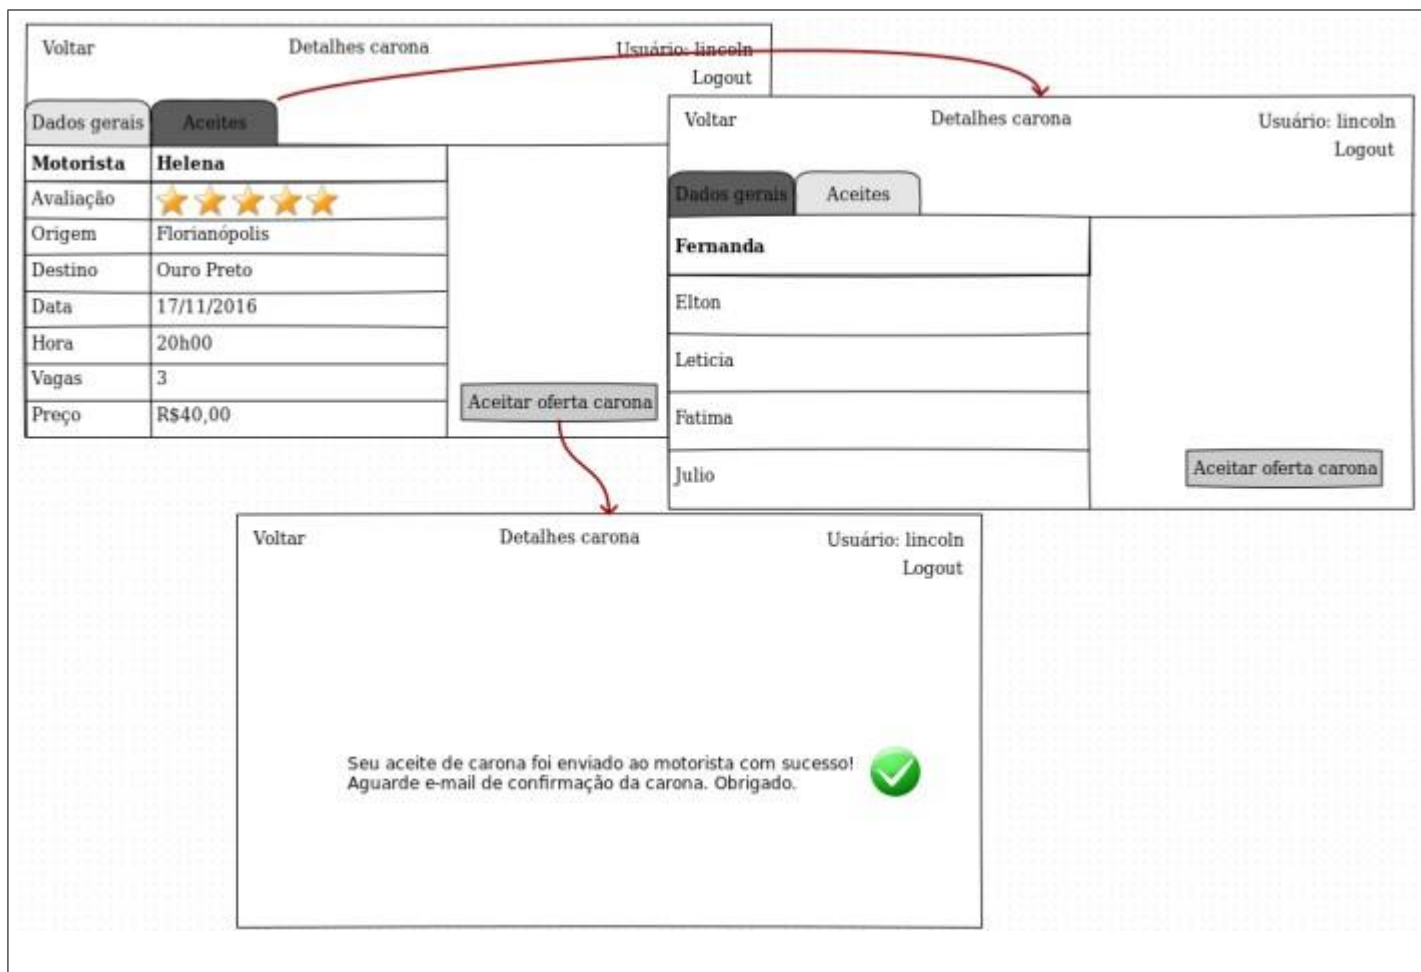 Voltar Detalhes carona Usuário: lincoln
Logout
Dados gerais Aceites
Motorista Helena
Avaliação
Origem Florianópolis
Destino Ouro Preto
Data 17/11/2016
Hora 20h00
Vagas 3
Preço R$40,00
Aceitar oferta carona
Voltar Detalhes carona Usuário: lincoln
Logout
Dados gerais Aceites
Fernanda
Elton
Leticia
Fatima
Julio
Aceitar oferta carona
Voltar Detalhes carona Usuário: lincoln
Logout
Seu aceite de carona foi enviado ao motorista com sucesso!
Aguarde e-mail de confirmação da carona. Obrigado.